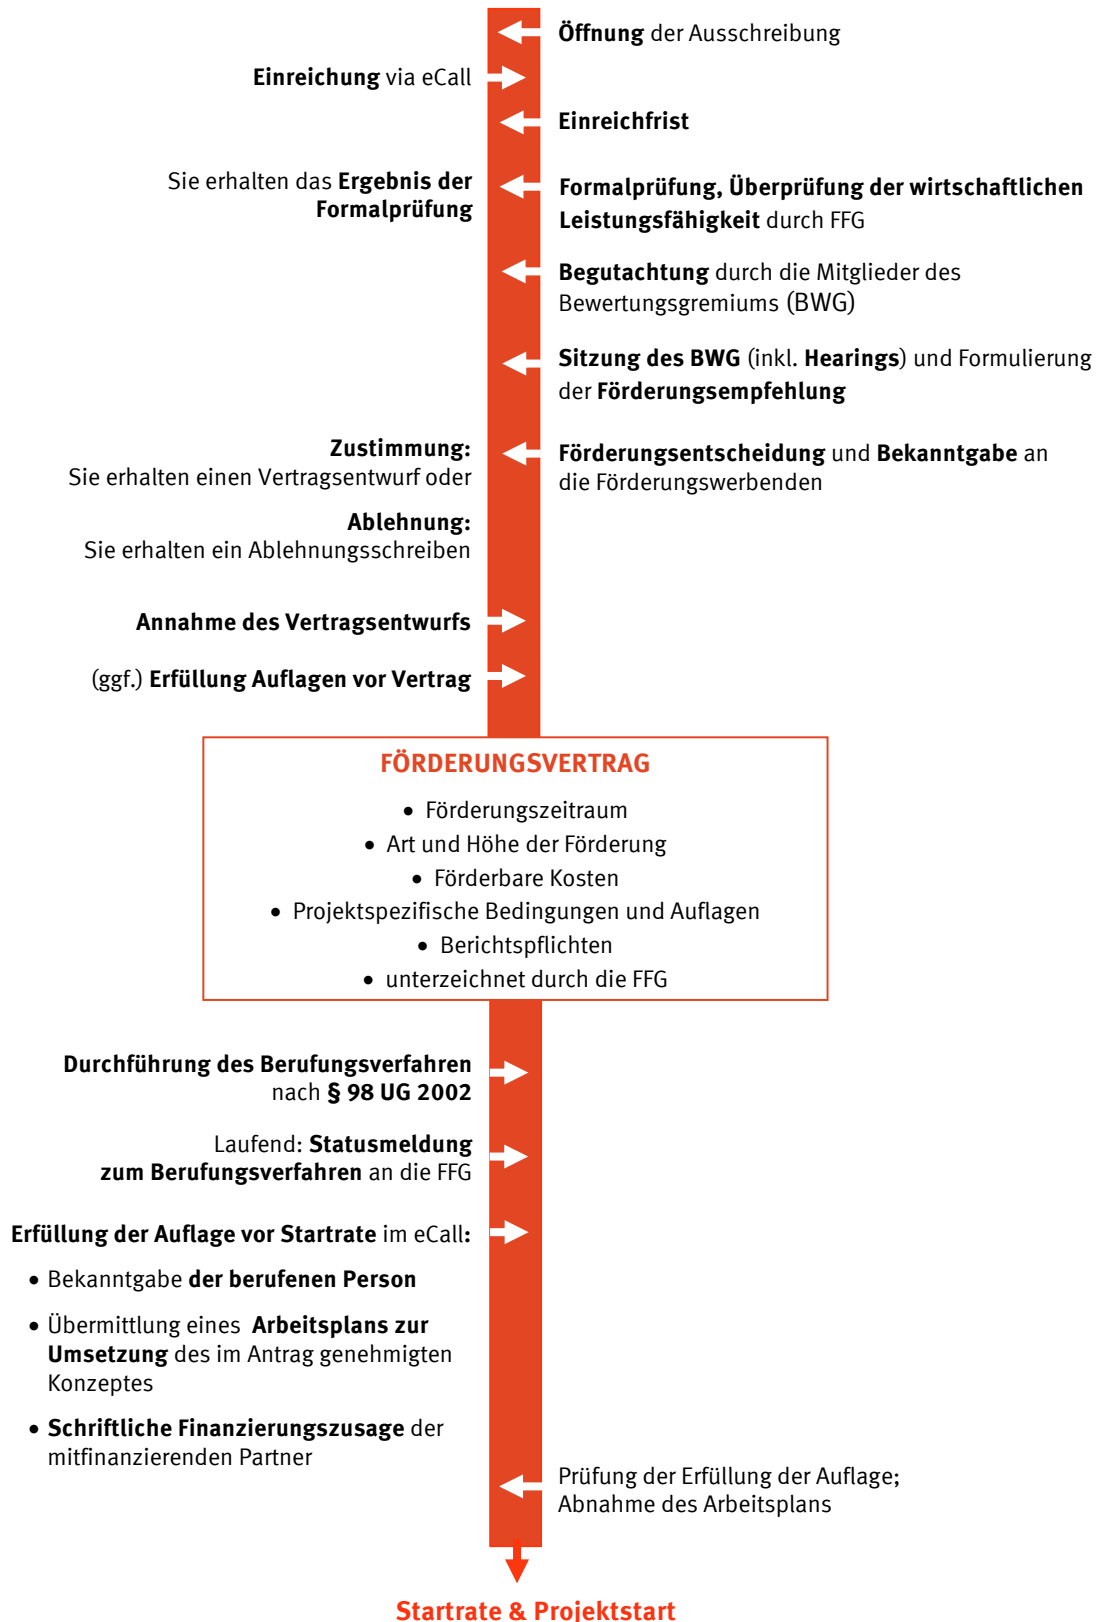 Öffnung der Ausschreibung
Einreichung via eCall
Einreichfrist
Sie erhalten das Ergebnis der
Formalprüfung
Formalprüfung, Überprüfung der wirtschaftlichen
Leistungsfähigkeit durch FFG
Begutachtung durch die Mitglieder des
Bewertungsgremiums (BWG)
Sitzung des BWG (inkl. Hearings) und Formulierung
der Förderungsempfehlung
Zustimmung:
Sie erhalten einen Vertragsentwurf oder
Ablehnung:
Sie erhalten ein Ablehnungsschreiben
Förderungsentscheidung und Bekanntgabe an
die Förderungswerbenden
Annahme des Vertragsentwurfs
(ggf.) Erfüllung Auflagen vor Vertrag
FÖRDERUNGSVERTRAG
• Förderungszeitraum
• Art und Höhe der Förderung
• Förderbare Kosten
• Projektspezifische Bedingungen und Auflagen
• Berichtspflichten
• unterzeichnet durch die FFG
Durchführung des Berufungsverfahren
nach § 98 UG 2002
Laufend: Statusmeldung
zum Berufungsverfahren an die FFG
Erfüllung der Auflage vor Startrate im eCall:
• Bekanntgabe der berufenen Person
• Übermittlung eines Arbeitsplans zur
Umsetzung des im Antrag genehmigten
Konzeptes
• Schriftliche Finanzierungszusage der
mitfinanzierenden Partner
Prüfung der Erfüllung der Auflage;
Abnahme des Arbeitsplans
Startrate & Projektstart